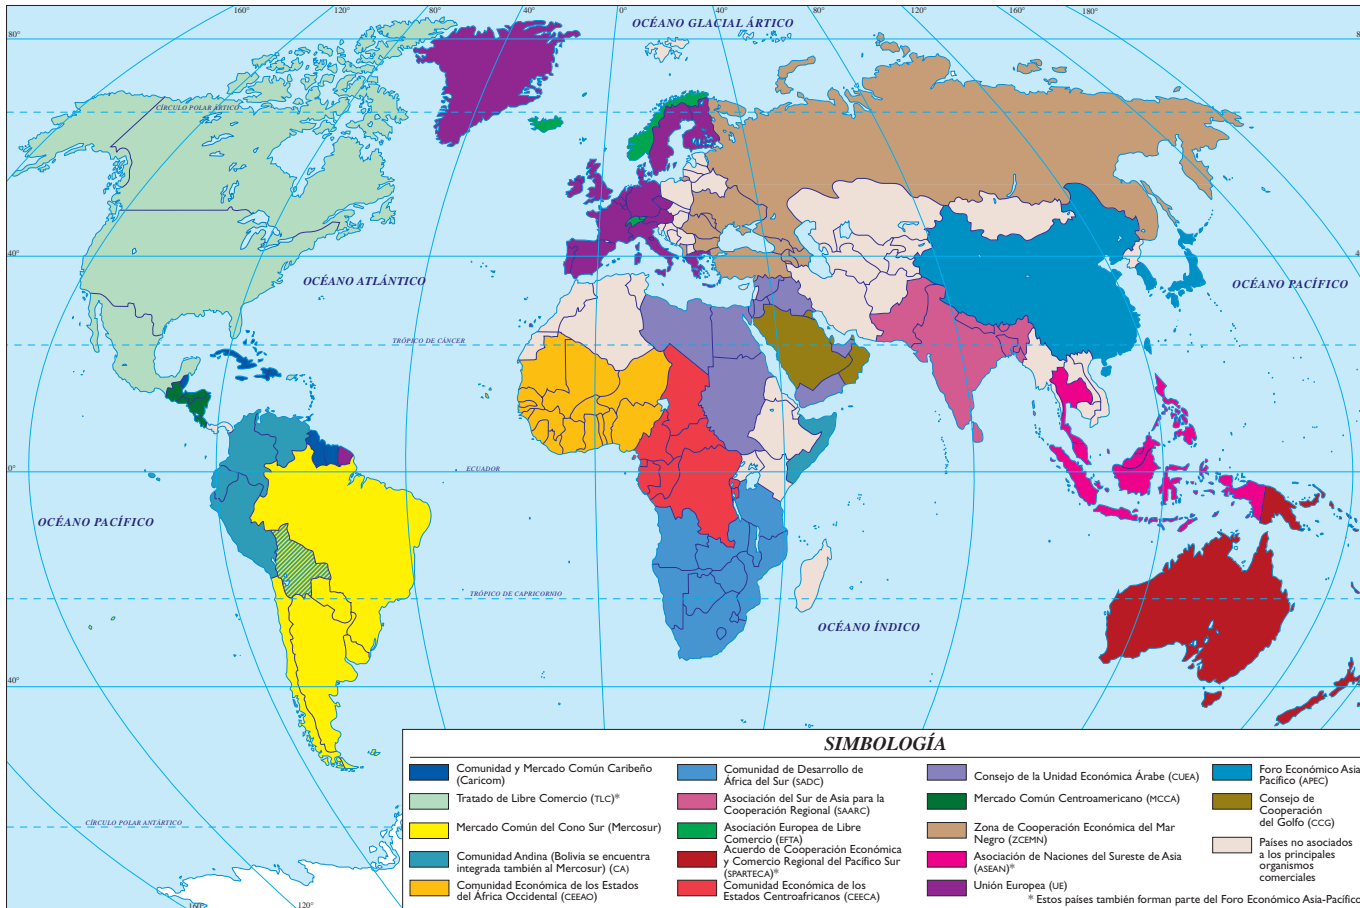 160°
120°
80°
40°
0°
40°
80°
120°
160°
180°
OCÉANO GLACIAL ÁRTICO
80°
8
CÍRCULO POLAR ÁRTICO
40°
4
OCÉANO ATLÁNTICO
OCÉANO PACÍFICO
TRÓPICO DE CÁNCER
0°
0
ECUADOR
OCÉANO PACÍFICO
TRÓPICO DE CAPRICORNIO
OCÉANO ÍNDICO
40°
CÍRCULO POLAR ANTÁRTICO
160°
120°
SIMBOLOGÍA
Comunidad y Mercado Común Caribeño
(Caricom)
Tratado de Libre Comercio (TLC)*
Mercado Común del Cono Sur (Mercosur)
Comunidad Andina (Bolivia se encuentra
integrada también al Mercosur) (CA)
Comunidad Económica de los Estados
del África Occidental (CEEAO)
Comunidad de Desarrollo de
África del Sur (SADC)
Asociación del Sur de Asia para la
Cooperación Regional (SAARC)
Asociación Europea de Libre
Comercio (EFTA)
Acuerdo de Cooperación Económica
y Comercio Regional del Pacífico Sur
(SPARTECA)*
Comunidad Económica de los
Estados Centroafricanos (CEECA)
Consejo de la Unidad Económica Árabe (CUEA)
Mercado Común Centroamericano (MCCA)
Zona de Cooperación Económica del Mar
Negro (ZCEMN)
Asociación de Naciones del Sureste de Asia
(ASEAN)*
Unión Europea (UE)
Foro Económico Asia
Pacífico (APEC)
Consejo de
Cooperación
del Golfo (CCG)
Países no asociados
a los principales
organismos
comerciales
* Estos países también forman parte del Foro Económico Asia-Pacífico